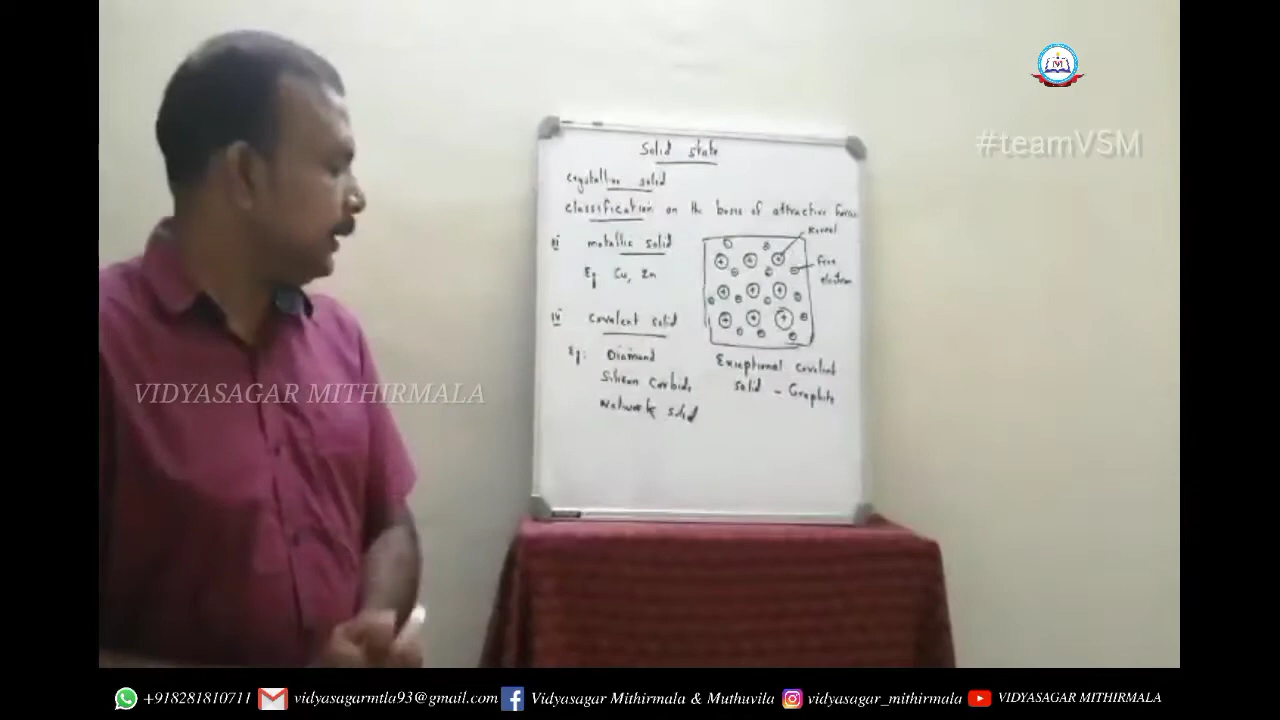 #teamVSM
Solid state
Crystalline solid
classification on the basis of attractive forces
iii metallic solid
Eg Cu, Zn
Kernel
free
electron
iv covalent solid
Eg: Diamond
Silicon Carbide
Network solid
Exceptional covalent
solid - Graphite
VIDYASAGAR MITHIRMALA
+918281810711 vidyasagarmtla93@gmail.com Vidyasagar Mithirmala & Muthuvila vidyasagar_mithirmala VIDYASAGAR MITHIRMALA